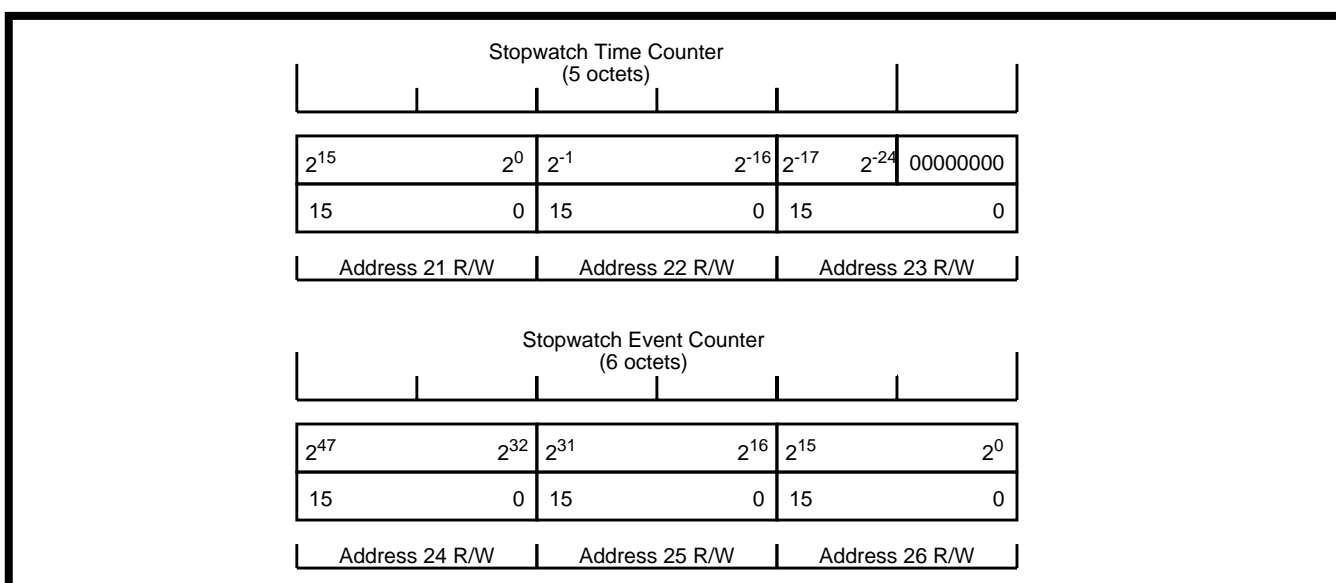 Stopwatch Time Counter
(5 octets)
2^15 2^0 2^-1 2^-16 2^-17 2^-24 00000000
15 0 15 0 15 0
Address 21 R/W Address 22 R/W Address 23 R/W
Stopwatch Event Counter
(6 octets)
2^47 2^32 2^31 2^16 2^15 2^0
15 0 15 0 15 0
Address 24 R/W Address 25 R/W Address 26 R/W